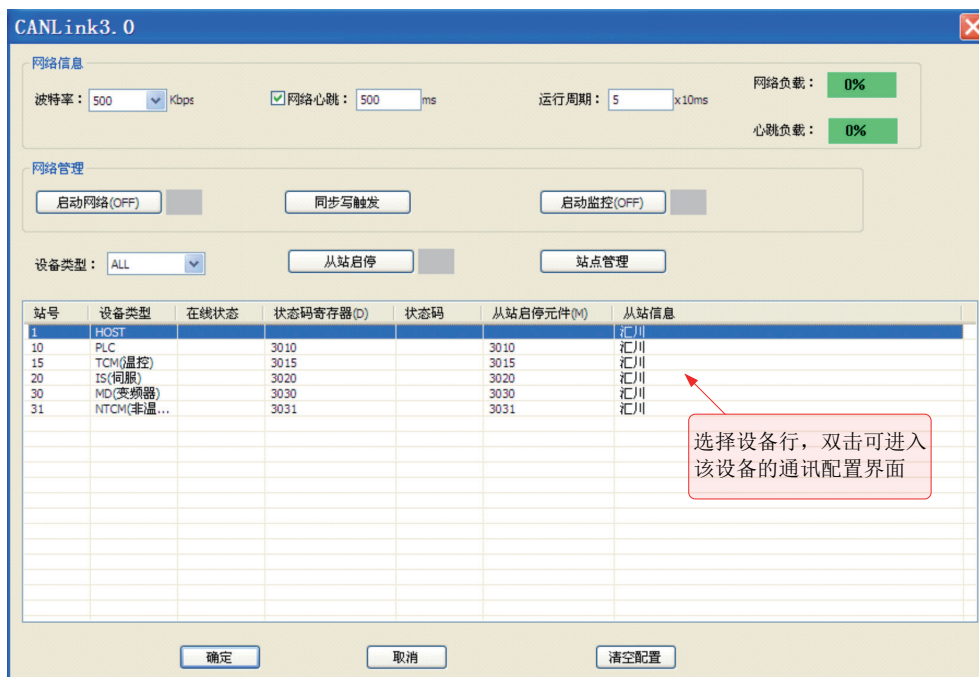 CANLink3.0
网络信息
波特率： 500 Kbps 网络心跳： 500 ms 运行周期： 5 x10ms 网络负载： 0%
心跳负载： 0%
网络管理
启动网络(OFF) 同步写触发 启动监控(OFF)
设备类型： ALL 从站启停 站点管理
站号 设备类型 在线状态 状态码寄存器(D) 状态码 从站启停元件(M) 从站信息
1 HOST 汇川
10 PLC 3010 3010 汇川
15 TCM(温控) 3015 3015 汇川
20 IS(伺服) 3020 3020 汇川
30 MD(变频器) 3030 3030 汇川
31 NTCM(非温... 3031 3031 汇川
选择设备行，双击可进入
该设备的通讯配置界面
确定 取消 清空配置